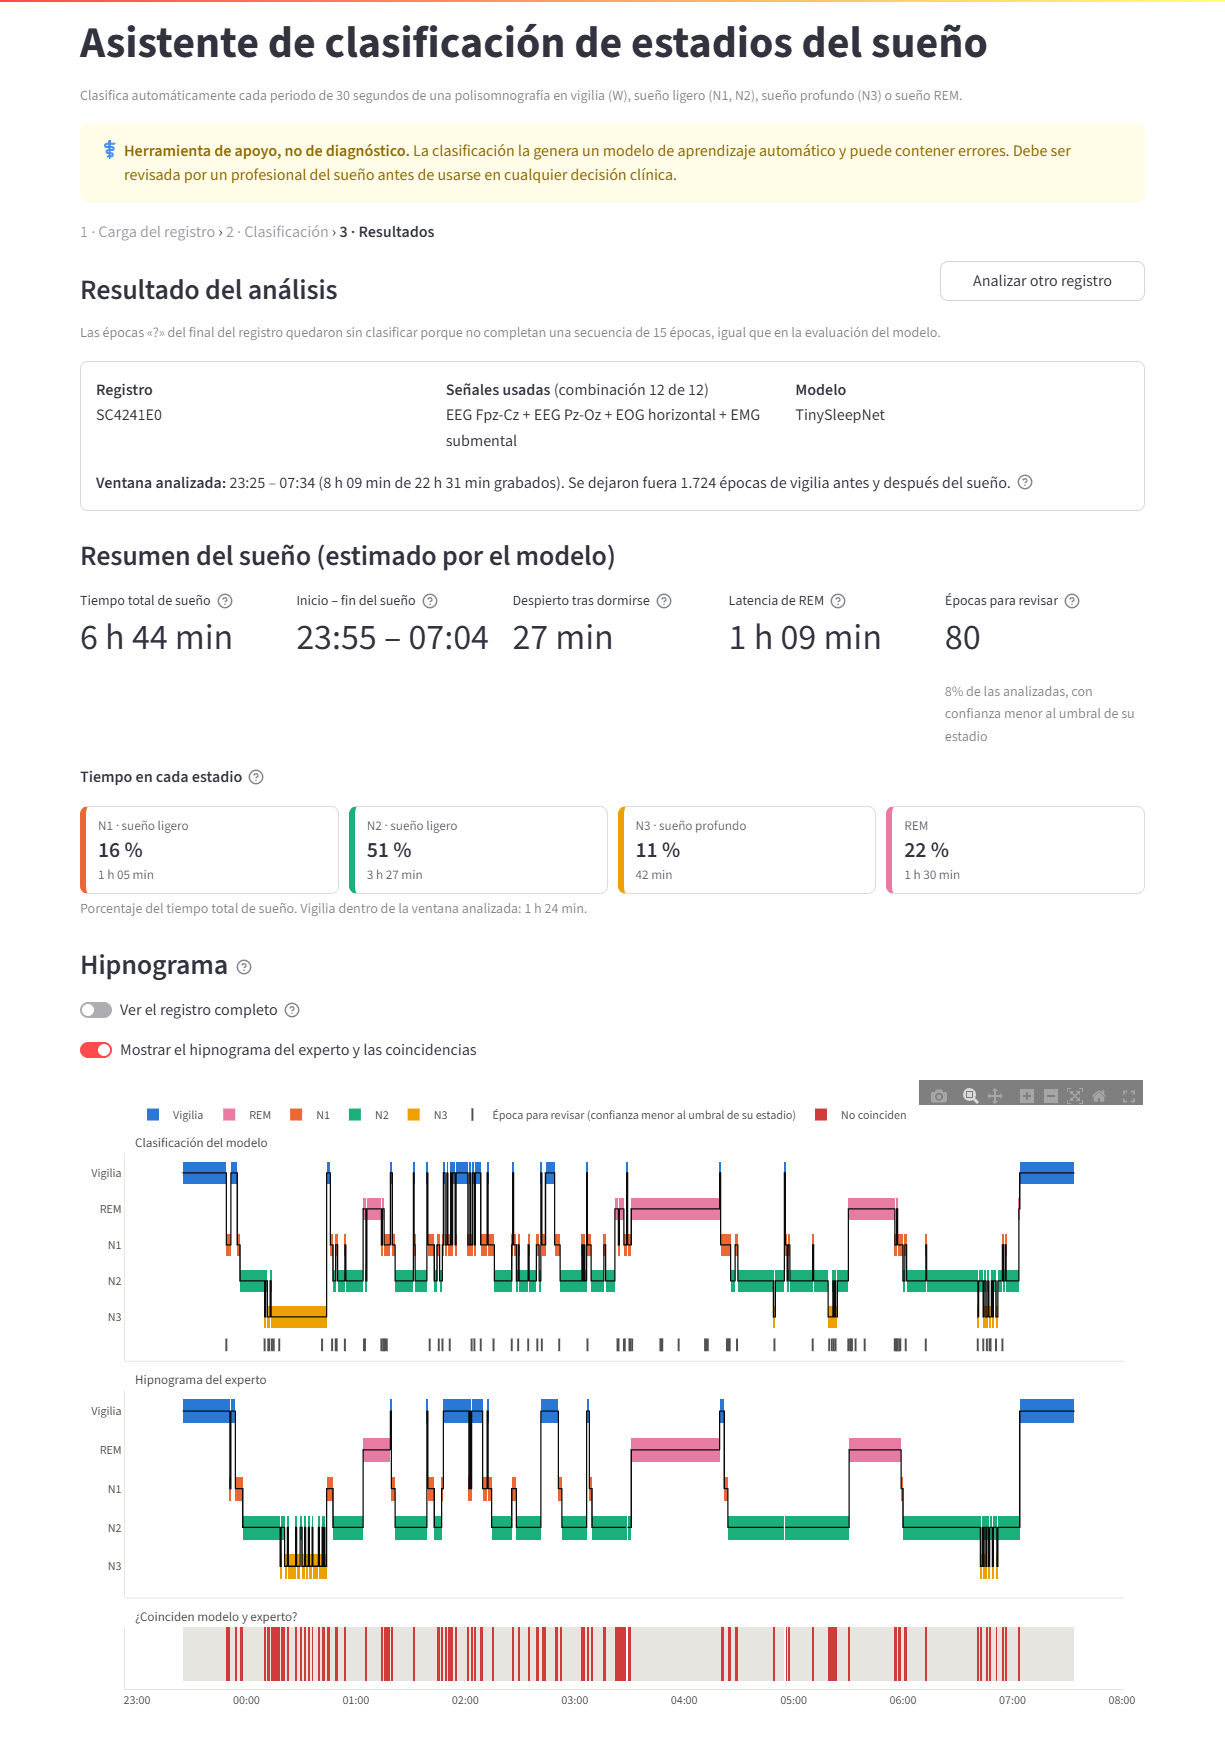 Asistente de clasificación de estadios del sueño
Clasifica automáticamente cada periodo de 30 segundos de una polisomnografía en vigilia (W), sueño ligero (N1, N2), sueño profundo (N3) o sueño REM.
Herramienta de apoyo, no de diagnóstico. La clasificación la genera un modelo de aprendizaje automático y puede contener errores. Debe ser
revisada por un profesional del sueño antes de usarse en cualquier decisión clínica.
1 · Carga del registro › 2 · Clasificación › 3 · Resultados
Resultado del análisis
Analizar otro registro
Las épocas «?» del final del registro quedaron sin clasificar porque no completan una secuencia de 15 épocas, igual que en la evaluación del modelo.
Registro
SC4241E0
Señales usadas (combinación 12 de 12)
EEG Fpz-Cz + EEG Pz-Oz + EOG horizontal + EMG
submental
Modelo
TinySleepNet
Ventana analizada: 23:25 – 07:34 (8 h 09 min de 22 h 31 min grabados). Se dejaron fuera 1.724 épocas de vigilia antes y después del sueño.
Resumen del sueño (estimado por el modelo)
Tiempo total de sueño
6 h 44 min
Inicio – fin del sueño
23:55 – 07:04
Despierto tras dormirse
27 min
Latencia de REM
1 h 09 min
Épocas para revisar
80
8% de las analizadas, con
confianza menor al umbral de su
estadio
Tiempo en cada estadio
N1 · sueño ligero
16 %
1 h 05 min
N2 · sueño ligero
51 %
3 h 27 min
N3 · sueño profundo
11 %
42 min
REM
22 %
1 h 30 min
Porcentaje del tiempo total de sueño. Vigilia dentro de la ventana analizada: 1 h 24 min.
Hipnograma
Ver el registro completo
Mostrar el hipnograma del experto y las coincidencias
Vigilia REM N1 N2 N3 Época para revisar (confianza menor al umbral de su estadio) No coinciden
Clasificación del modelo
Vigilia
REM
N1
N2
N3
Hipnograma del experto
Vigilia
REM
N1
N2
N3
¿Coinciden modelo y experto?
23:00 00:00 01:00 02:00 03:00 04:00 05:00 06:00 07:00 08:00